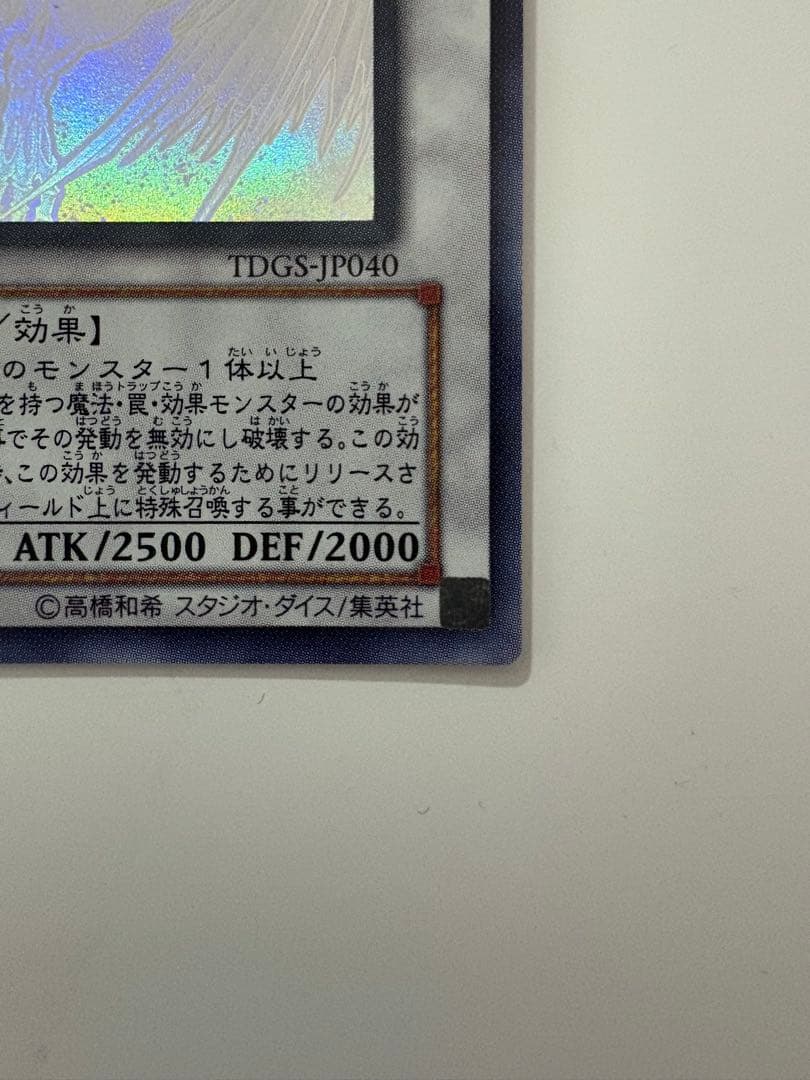 TDGS-JP040
／効果】
のモンスター1体以上
を持つ魔法・罠・効果モンスターの効果が
でその発動を無効にし破壊する。この効
、この効果を発動するためにリリースさ
ィールド上に特殊召喚する事ができる。
ATK/2500 DEF/2000
©高橋和希 スタジオ・ダイス/集英社